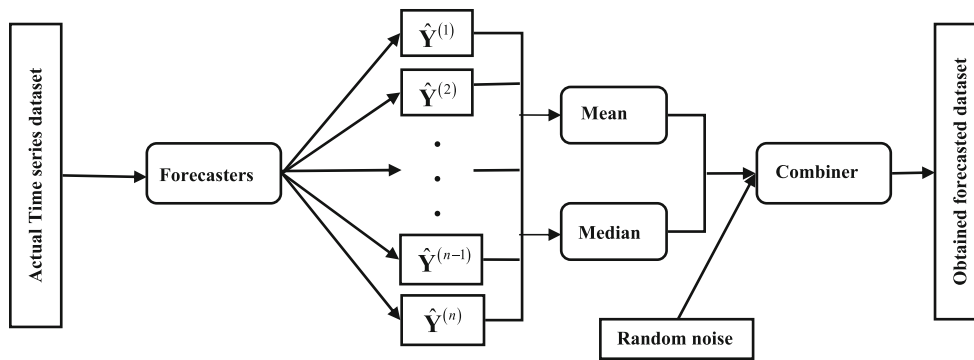 Actual Time series dataset
Forecasters
Ŷ⁽¹⁾
Ŷ⁽²⁾
Ŷ⁽ⁿ⁻¹⁾
Ŷ⁽ⁿ⁾
Mean
Median
Random noise
Combiner
Obtained forecasted dataset